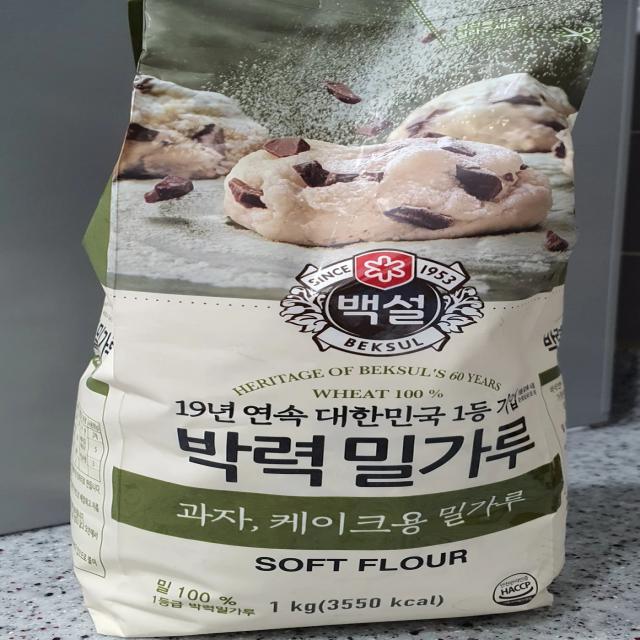 SINCE 1953
백설
BEKSUL
HERITAGE OF BEKSUL'S 60 YEARS
WHEAT 100 %
19년 연속 대한민국 1등 기업
박력 밀가루
과자, 케이크용 밀가루
SOFT FLOUR
밀 100 %
1등급 박력밀가루
1 kg(3550 kcal)
HACCP